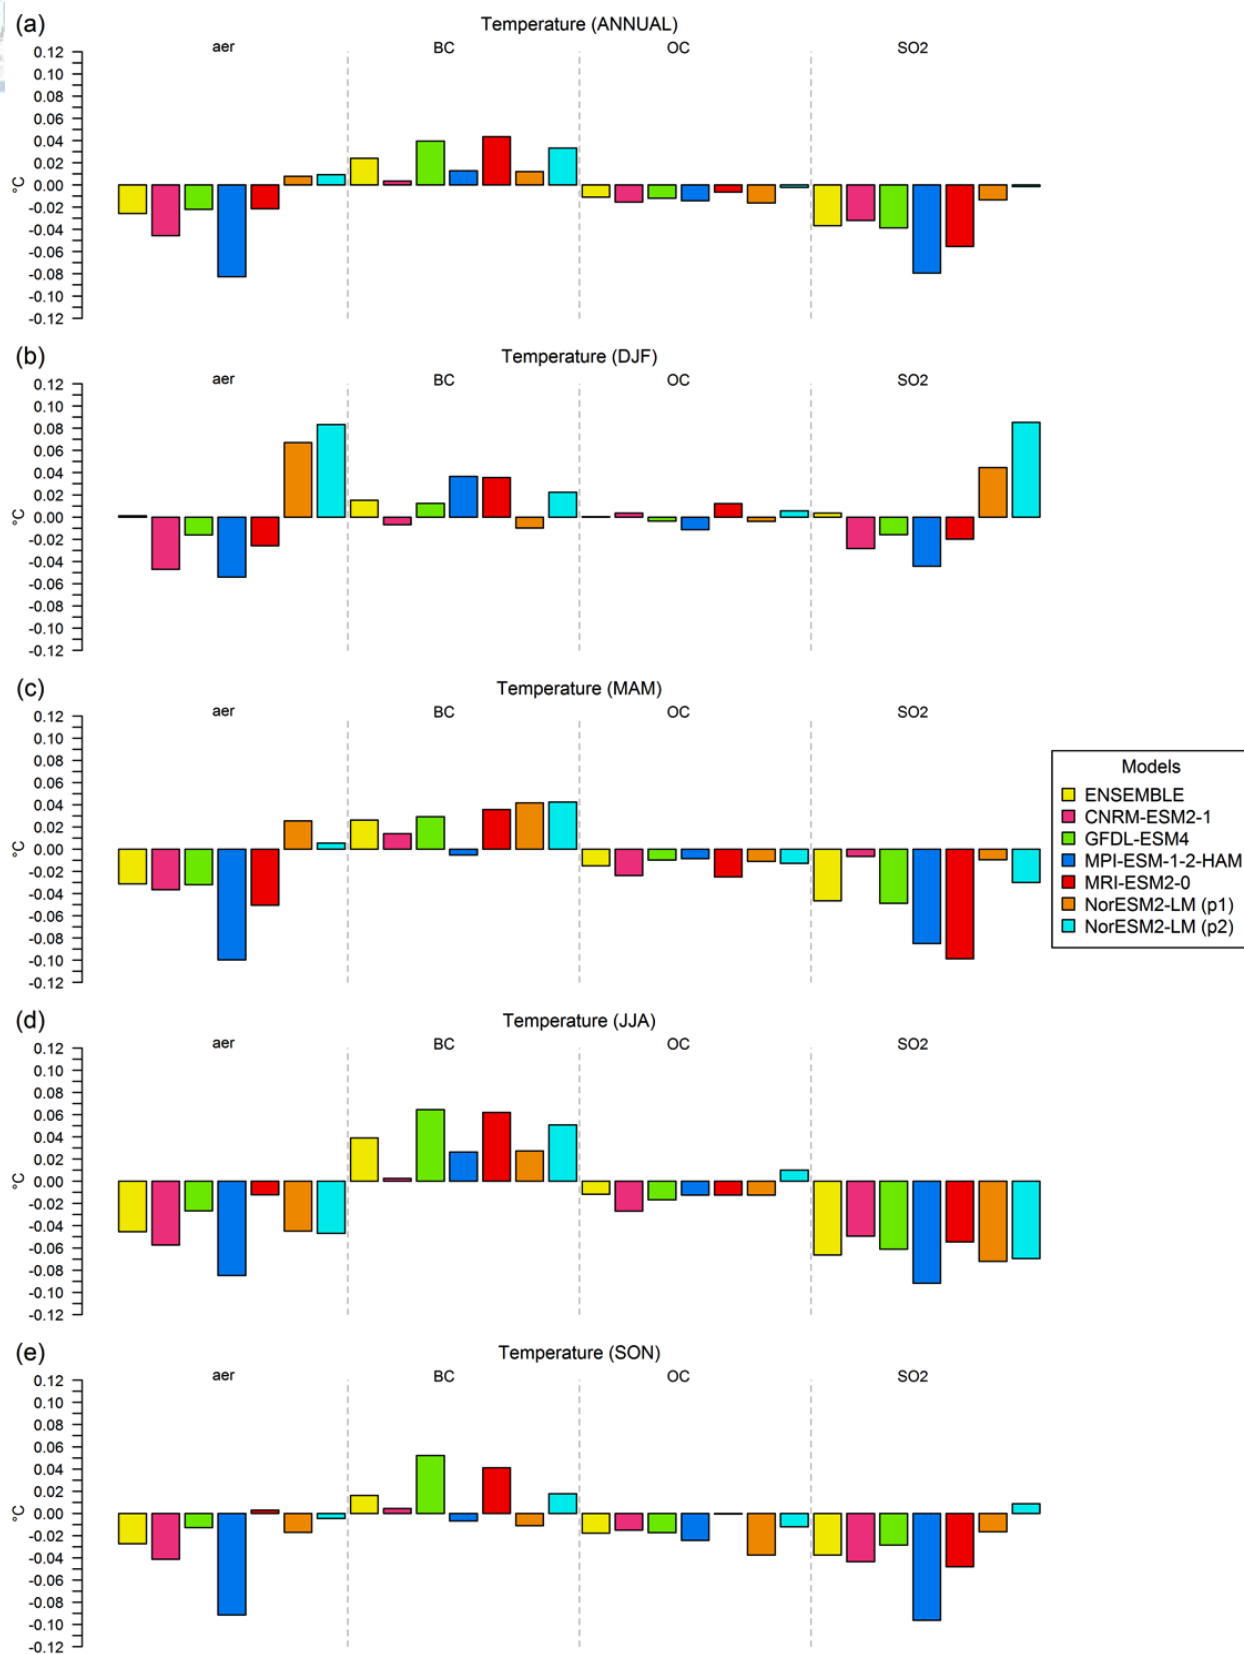 (a)
Temperature (ANNUAL)
aer BC OC SO2
°C
0.12
0.10
0.08
0.06
0.04
0.02
0.00
-0.02
-0.04
-0.06
-0.08
-0.10
-0.12
(b)
Temperature (DJF)
aer BC OC SO2
°C
0.12
0.10
0.08
0.06
0.04
0.02
0.00
-0.02
-0.04
-0.06
-0.08
-0.10
-0.12
(c)
Temperature (MAM)
aer BC OC SO2
°C
0.12
0.10
0.08
0.06
0.04
0.02
0.00
-0.02
-0.04
-0.06
-0.08
-0.10
-0.12
Models
ENSEMBLE
CNRM-ESM2-1
GFDL-ESM4
MPI-ESM-1-2-HAM
MRI-ESM2-0
NorESM2-LM (p1)
NorESM2-LM (p2)
(d)
Temperature (JJA)
aer BC OC SO2
°C
0.12
0.10
0.08
0.06
0.04
0.02
0.00
-0.02
-0.04
-0.06
-0.08
-0.10
-0.12
(e)
Temperature (SON)
aer BC OC SO2
°C
0.12
0.10
0.08
0.06
0.04
0.02
0.00
-0.02
-0.04
-0.06
-0.08
-0.10
-0.12